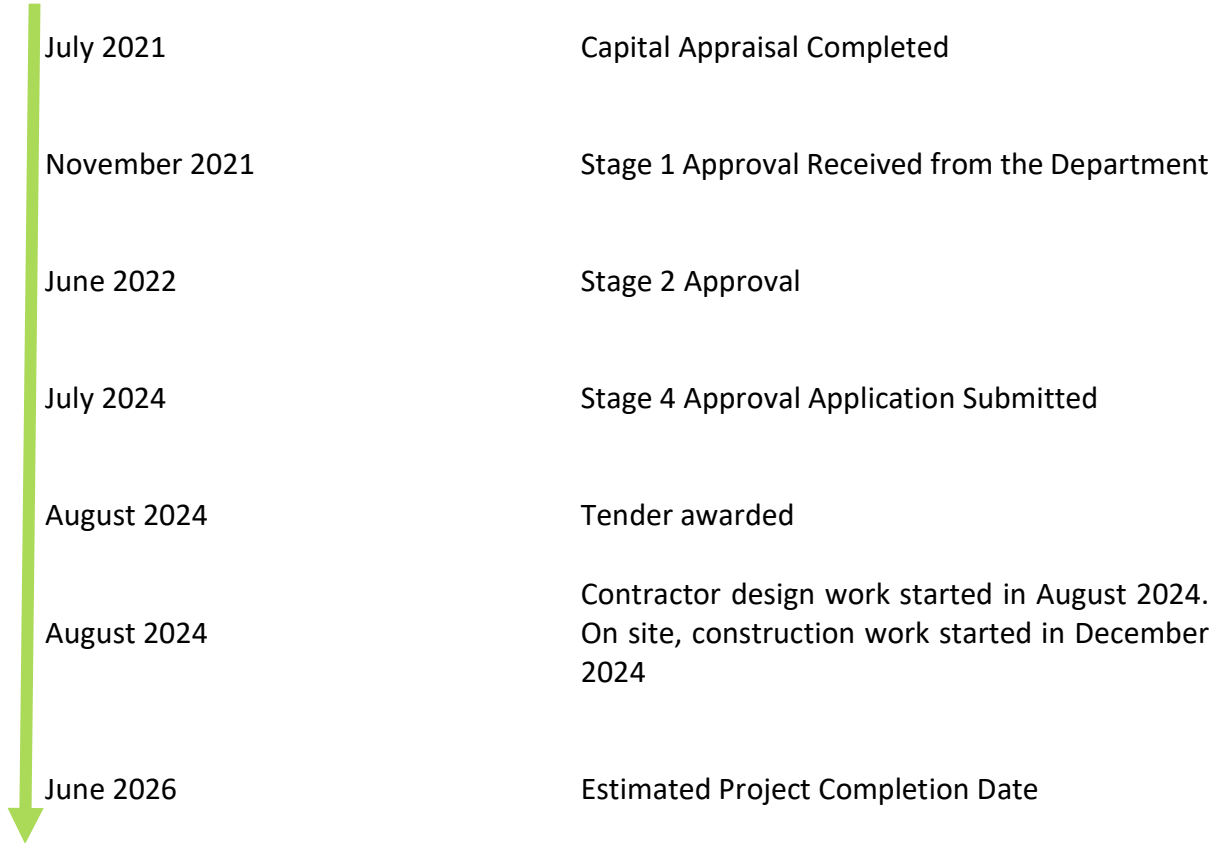 July 2021 Capital Appraisal Completed
November 2021 Stage 1 Approval Received from the Department
June 2022 Stage 2 Approval
July 2024 Stage 4 Approval Application Submitted
August 2024 Tender awarded
August 2024 Contractor design work started in August 2024.
On site, construction work started in December
2024
June 2026 Estimated Project Completion Date